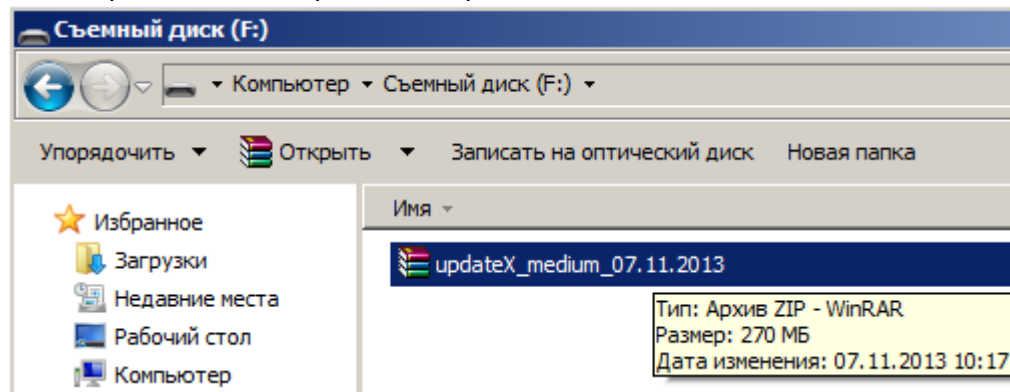 Съемный диск (F:)
Компьютер Съемный диск (F:)
Упорядочить Открыть Записать на оптический диск Новая папка
Имя
Избранное
updateX_medium_07.11.2013
Загрузки
Недавние места
Рабочий стол
Компьютер
Тип: Архив ZIP - WinRAR
Размер: 270 МБ
Дата изменения: 07.11.2013 10:17